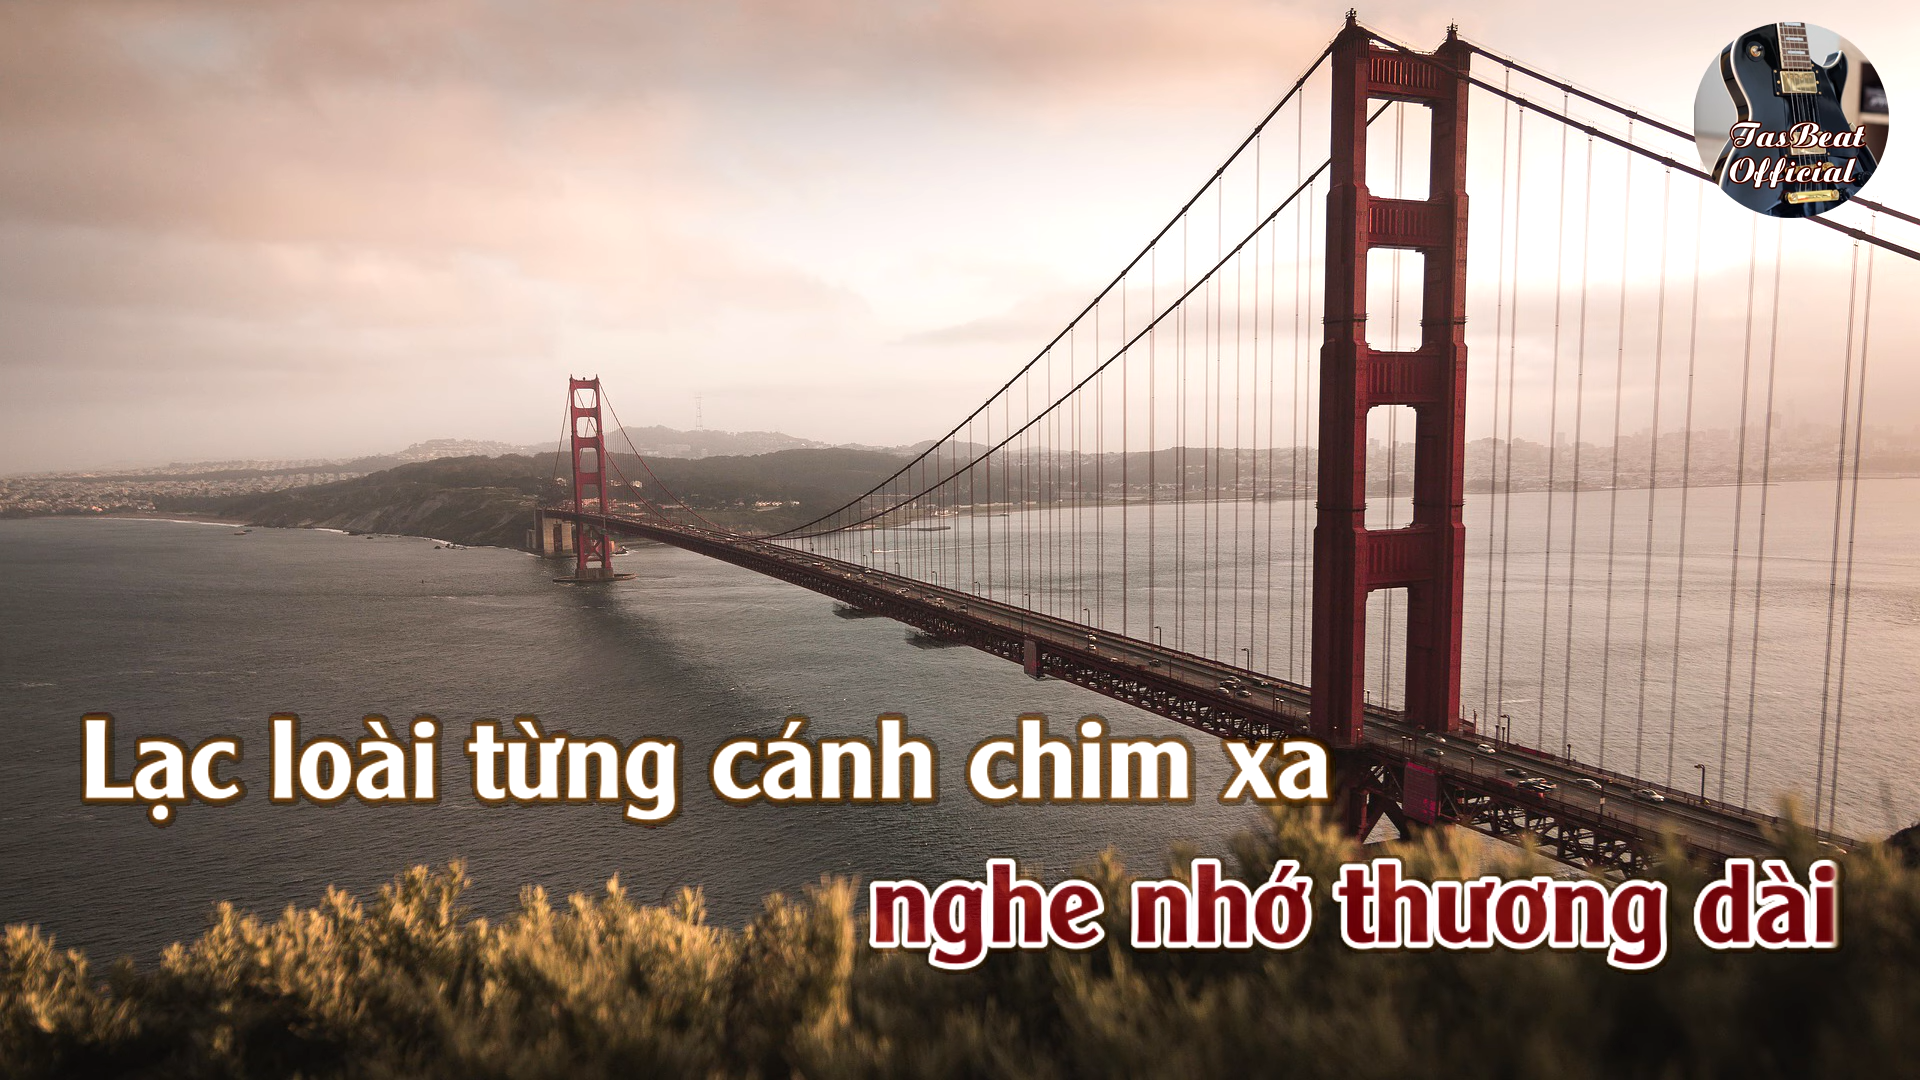 TasBeat
Official
Lạc loài từng cánh chim xa
nghe nhớ thương dài